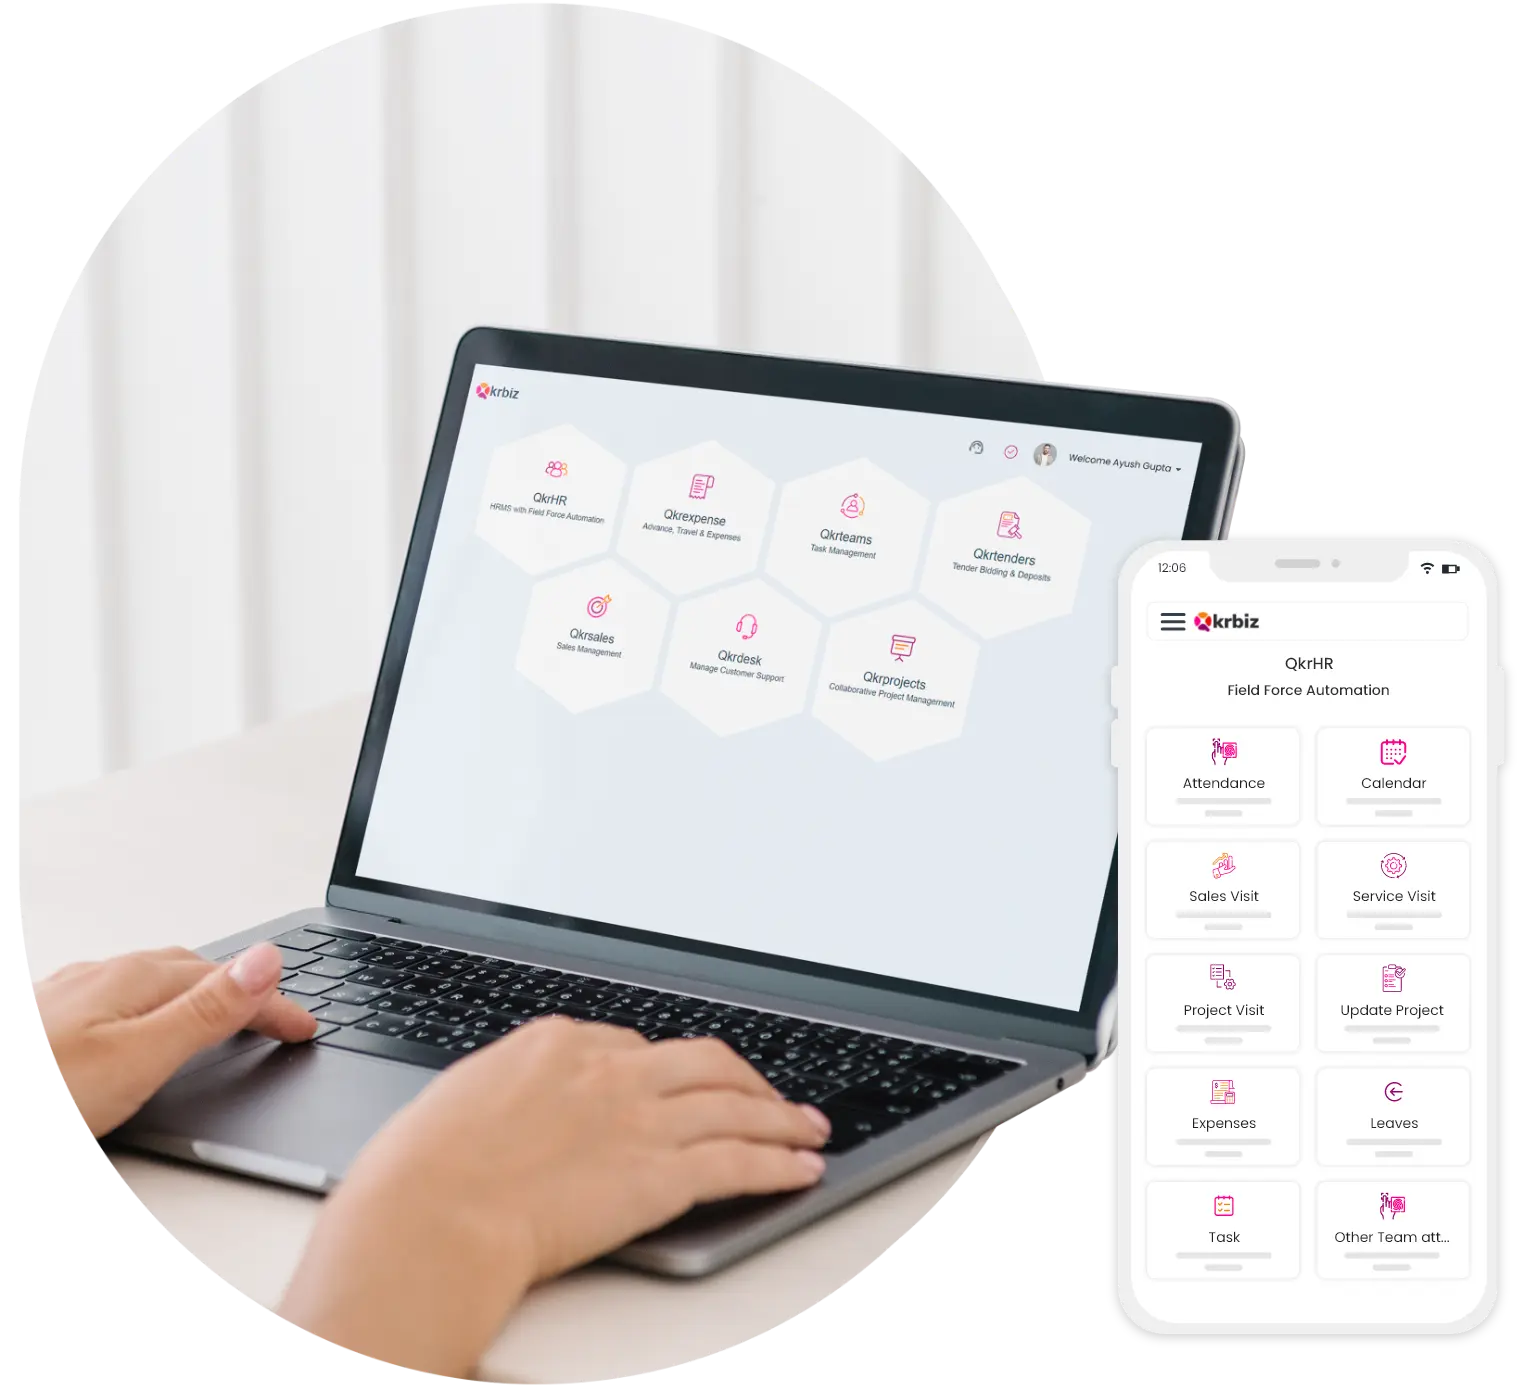 Qkrbiz
Welcome Ayush Gupta
QkrHR
HRMS with Field Force Automation
Qkrexpense
Advance, Travel & Expenses
Qkrteams
Task Management
Qkrtenders
Tender Bidding & Deposits
Qkrsales
Sales Management
Qkrdesk
Manage Customer Support
Qkrprojects
Collaborative Project Management
12:06
Qkrbiz
QkrHR
Field Force Automation
Attendance
Calendar
Sales Visit
Service Visit
Project Visit
Update Project
Expenses
Leaves
Task
Other Team att...